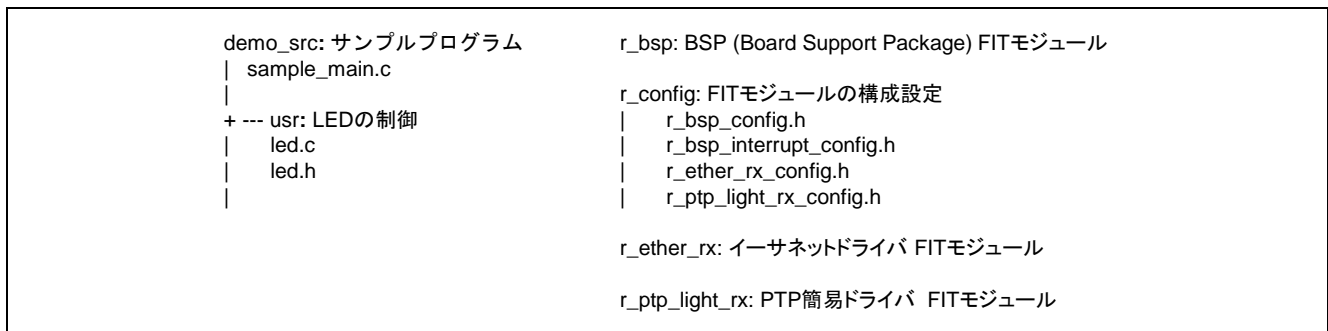 demo_src: サンプルプログラム
| sample_main.c
|
+ --- usr: LEDの制御
| led.c
| led.h
|
r_bsp: BSP (Board Support Package) FITモジュール
r_config: FITモジュールの構成設定
| r_bsp_config.h
| r_bsp_interrupt_config.h
| r_ether_rx_config.h
| r_ptp_light_rx_config.h
r_ether_rx: イーサネットドライバ FITモジュール
r_ptp_light_rx: PTP簡易ドライバ FITモジュール